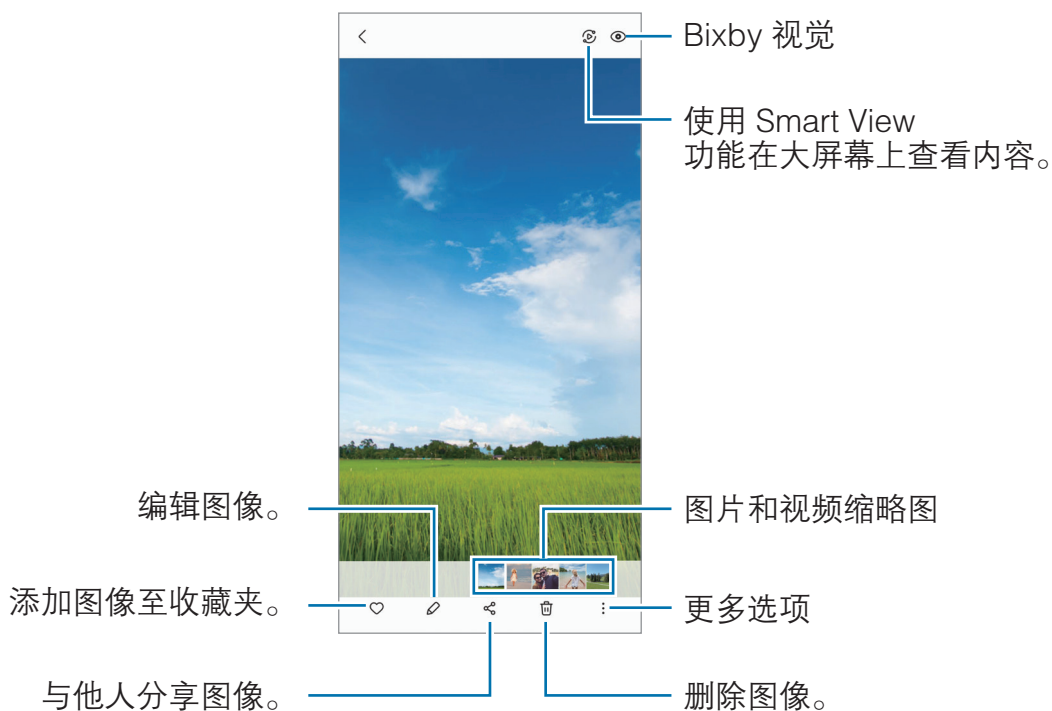 Bixby 视觉
使用 Smart View
功能在大屏幕上查看内容。
编辑图像。
图片和视频缩略图
添加图像至收藏夹。
更多选项
与他人分享图像。
删除图像。